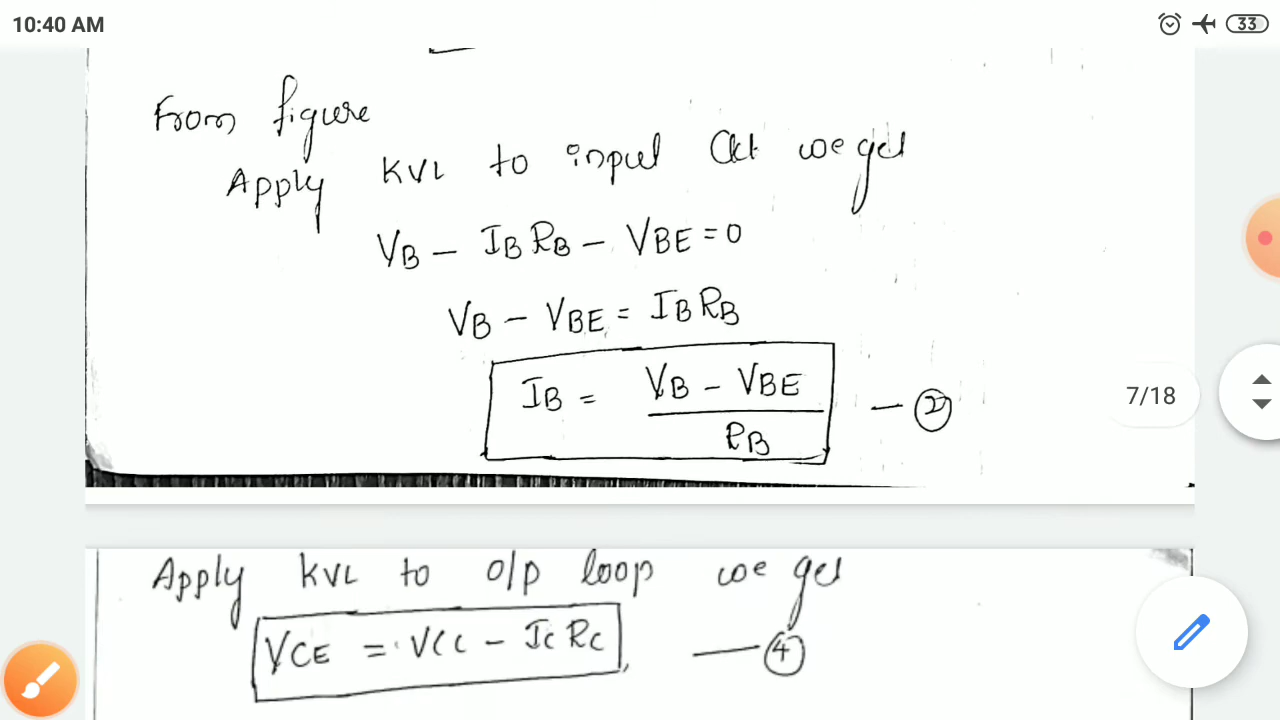 10:40 AM
33
From figure
Apply KVL to input Ckt we get
VB - IB RB - VBE = 0
VB - VBE = IB RB
IB = VB - VBE / RB - ②
7/18
Apply KVL to o/p loop we get
VCE = VCC - IC RC - ④